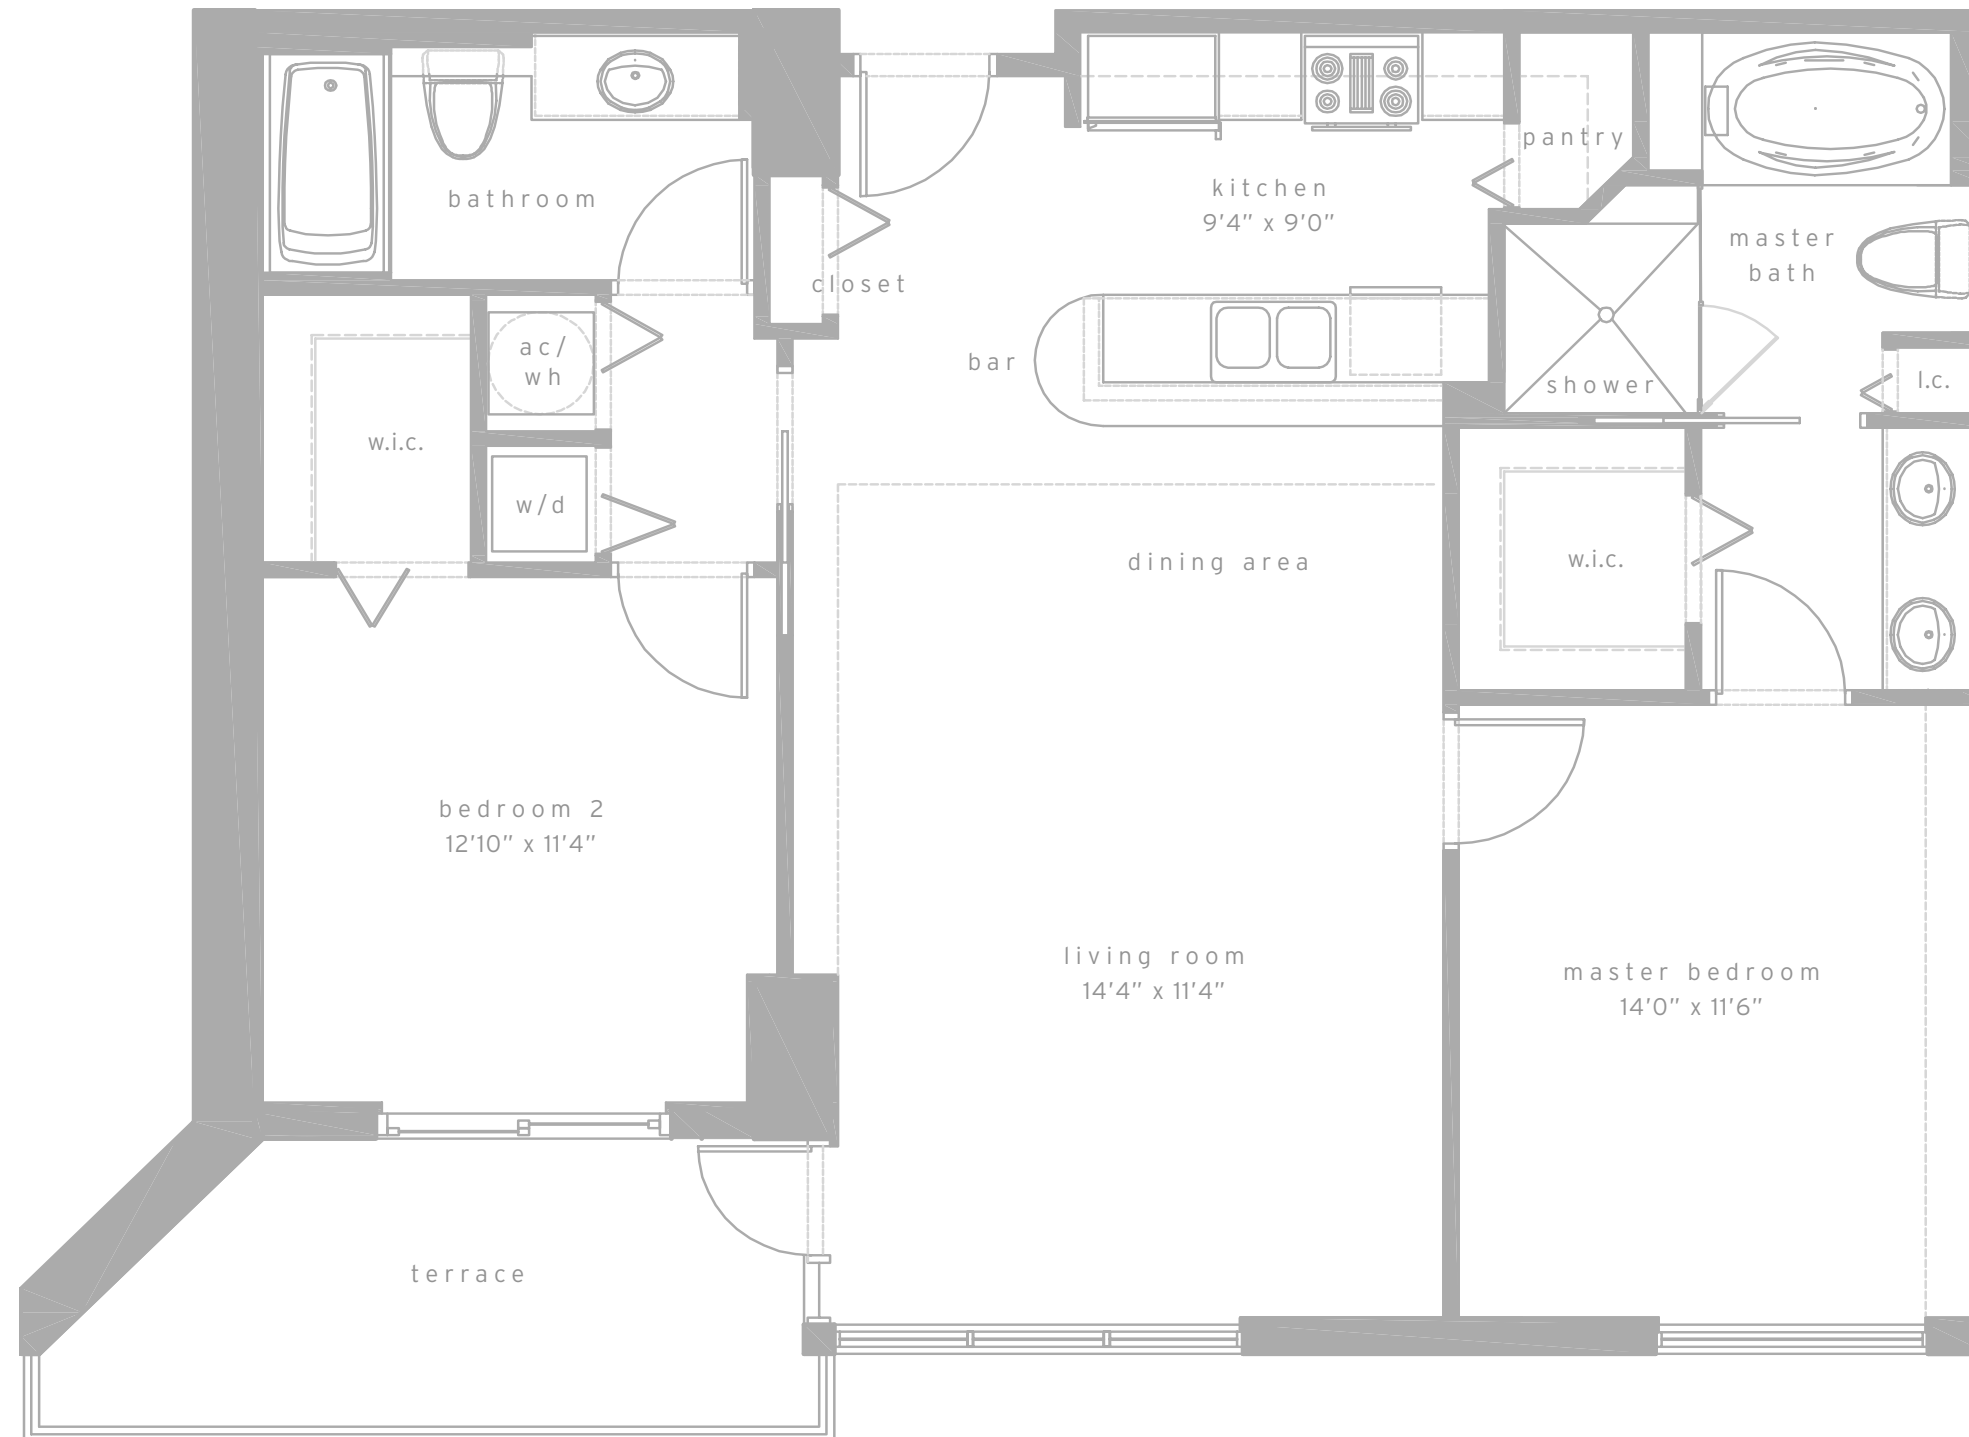 pantry
kitchen
9'4" x 9'0"
bathroom
master
bath
closet
ac/
wh
bar
shower
l.c.
w.i.c.
w/d
dining area
w.i.c.
bedroom 2
12'10" x 11'4"
living room
14'4" x 11'4"
master bedroom
14'0" x 11'6"
terrace